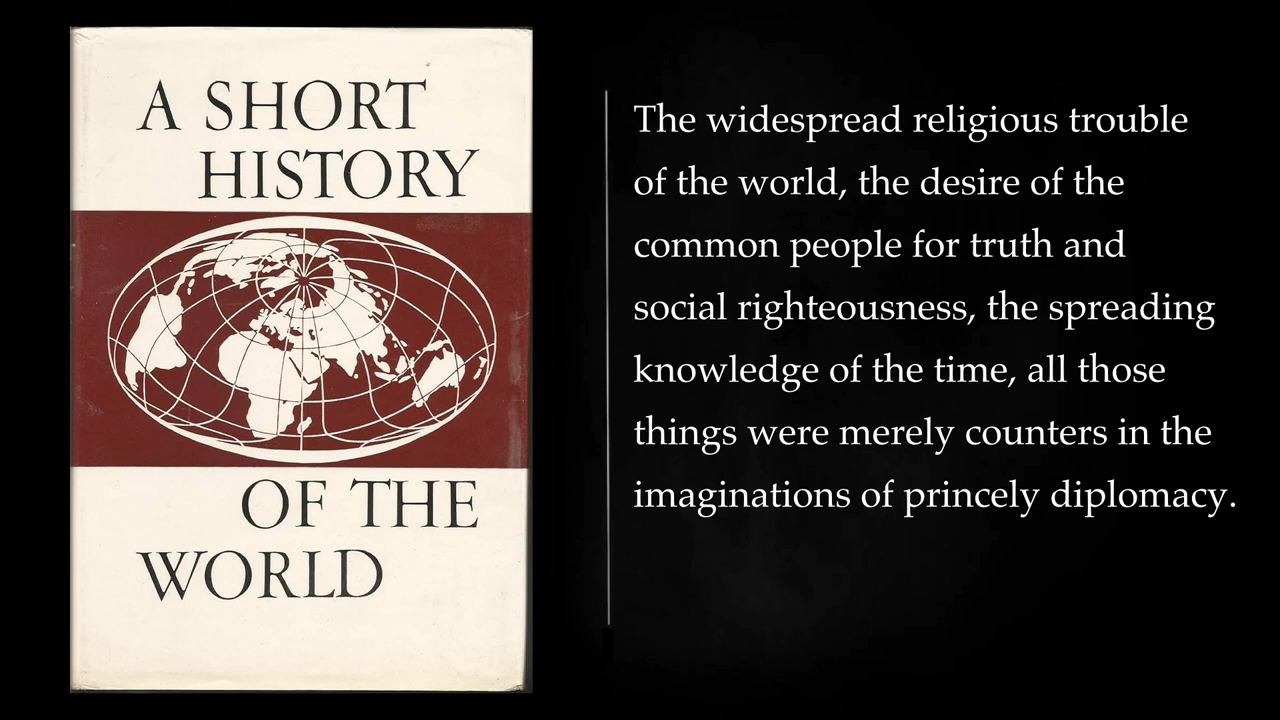 A SHORT
HISTORY
OF THE
WORLD
The widespread religious trouble
of the world, the desire of the
common people for truth and
social righteousness, the spreading
knowledge of the time, all those
things were merely counters in the
imaginations of princely diplomacy.